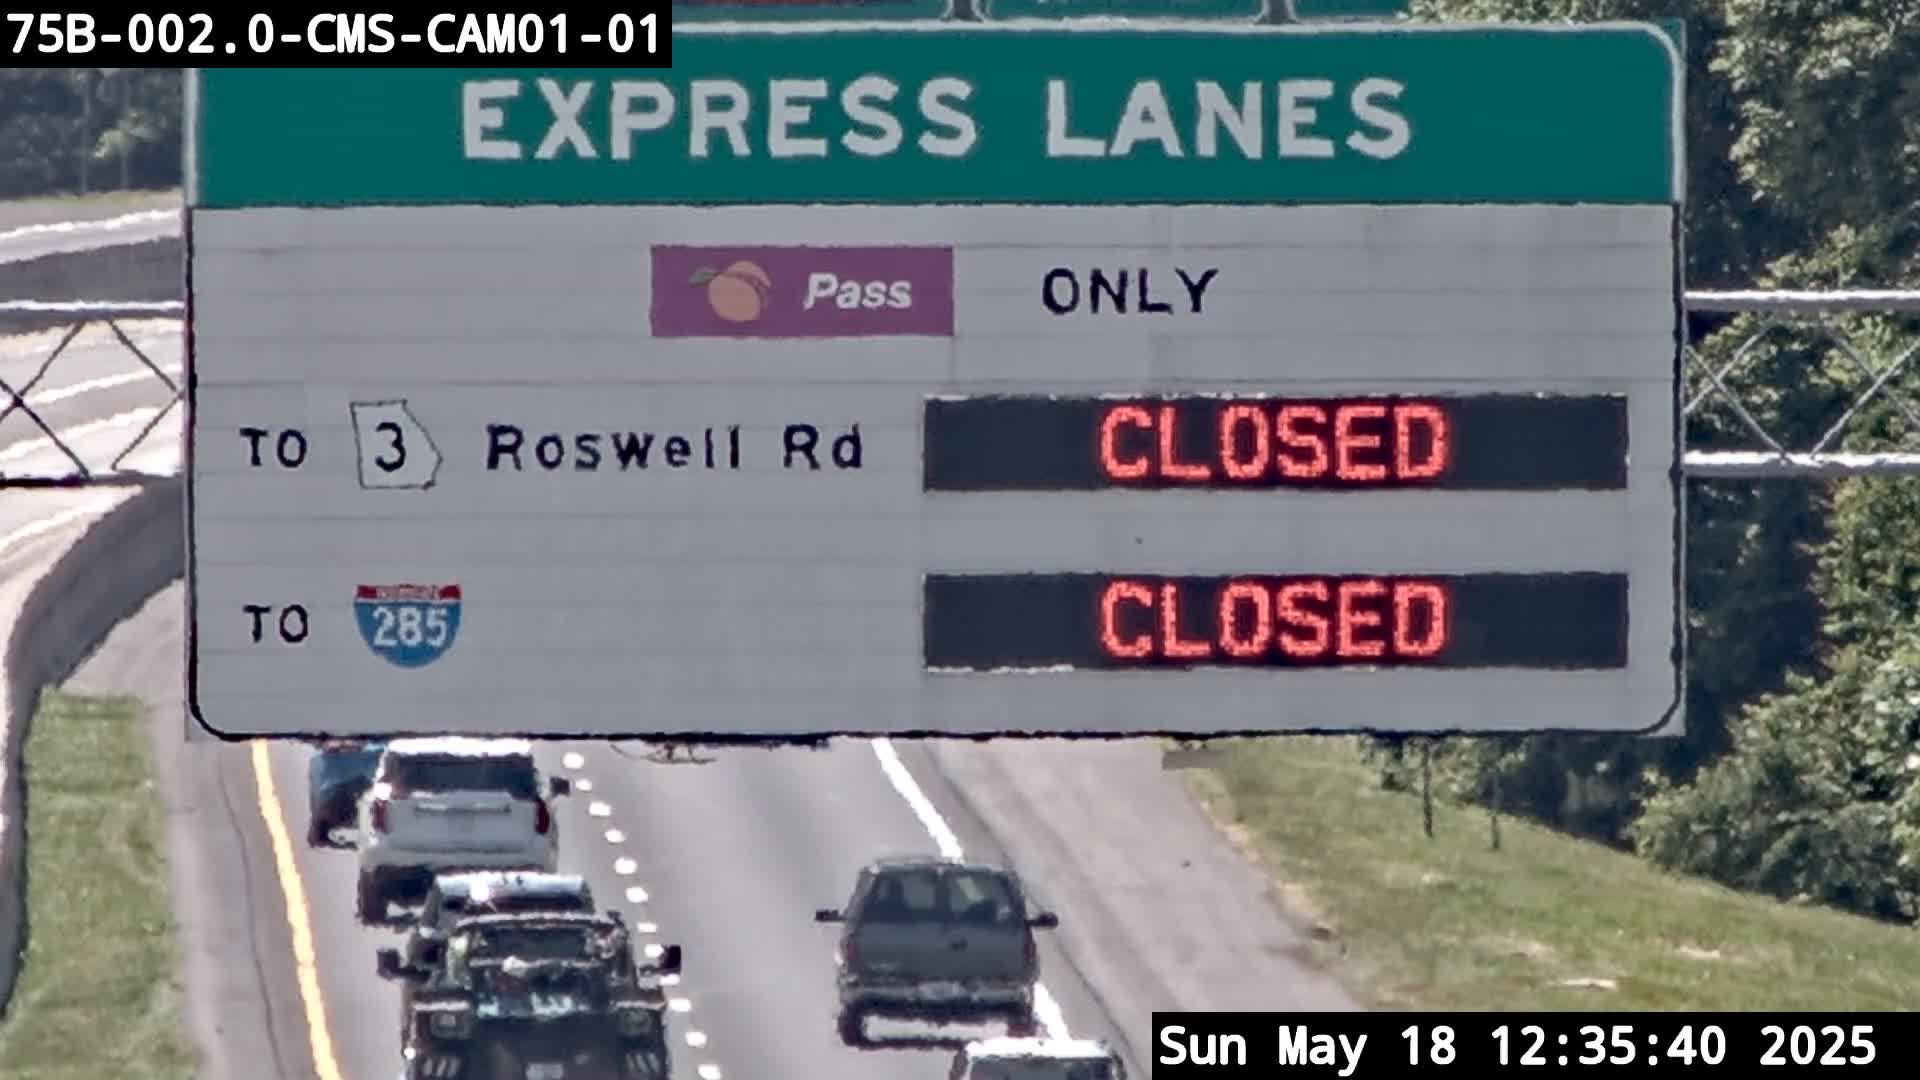 75B-002.0-CMS-CAM01-01
EXPRESS LANES
Pass ONLY
TO 3 Roswell Rd CLOSED
TO 285 CLOSED
Sun May 18 12:35:40 2025